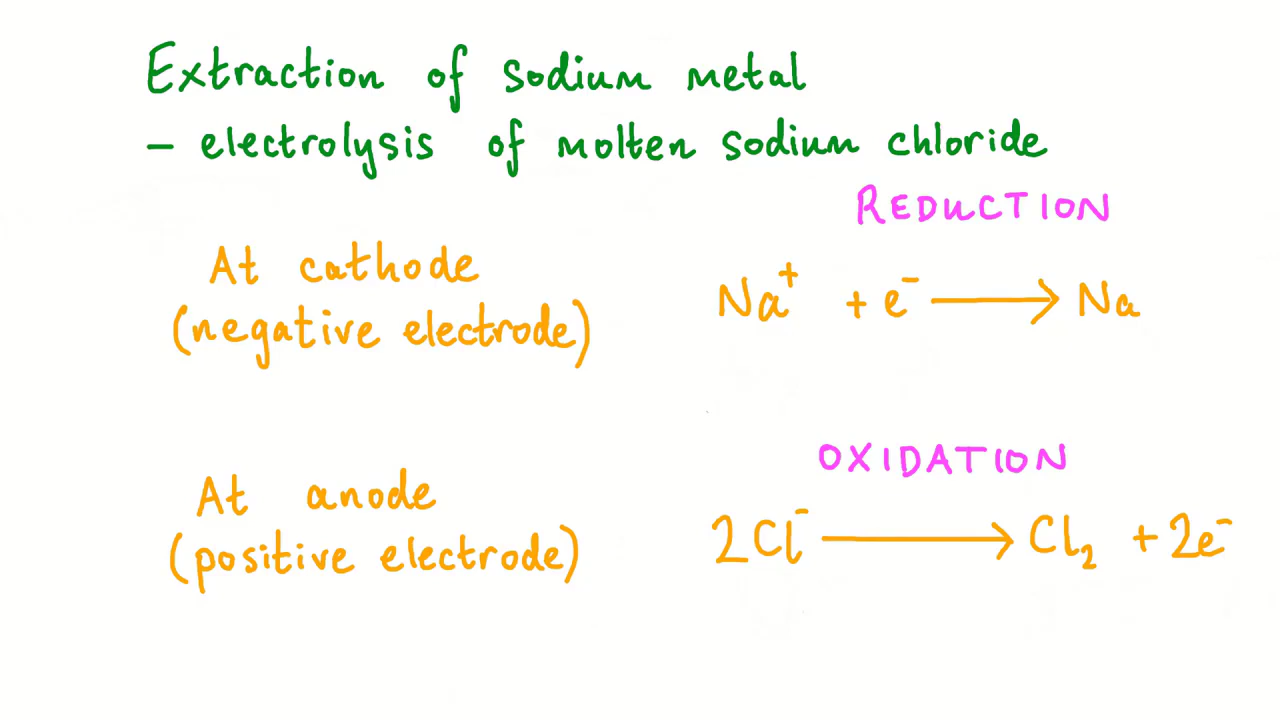 Extraction of sodium metal
– electrolysis of molten sodium chloride
REDUCTION
At cathode
(negative electrode)
Na⁺ + e⁻ ⟶ Na
OXIDATION
At anode
(positive electrode)
2Cl⁻ ⟶ Cl₂ + 2e⁻